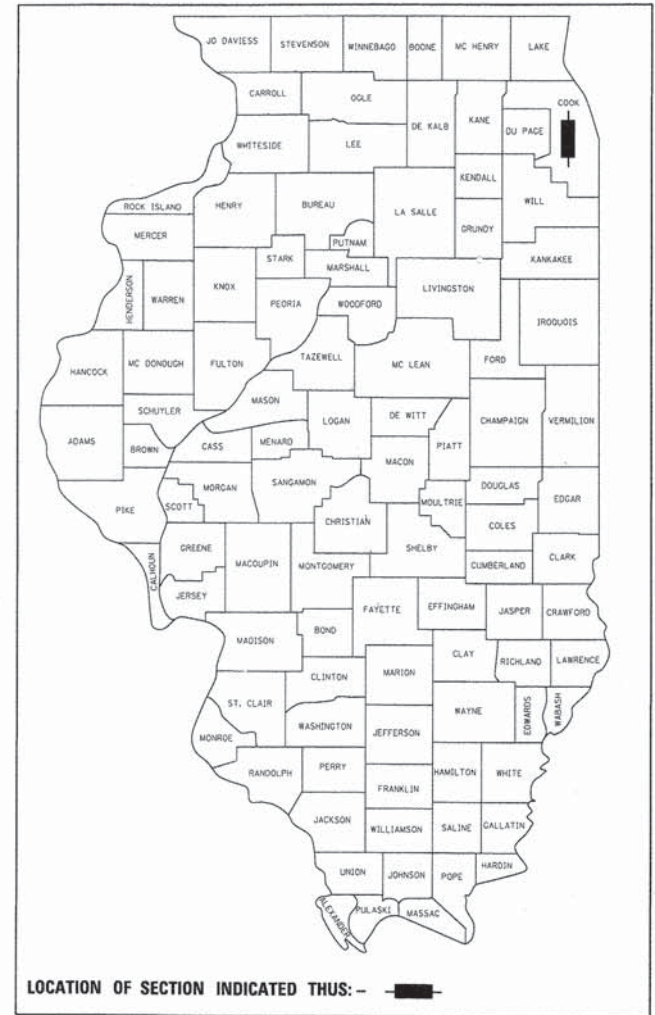 JO DAVIESS STEVENSON WINNEBAGO BOONE MC HENRY LAKE
CARROLL OGLE COOK
DE KALB KANE DU PAGE
WHITESIDE LEE
KENDALL
ROCK ISLAND HENRY BUREAU LA SALLE WILL
MERCER PUTNAM GRUNDY
STARK MARSHALL KANKAKEE
HENDERSON WARREN KNOX LIVINGSTON
PEORIA WOODFORD IROQUOIS
HANCOCK MC DONOUGH FULTON TAZEWELL MC LEAN FORD
MASON
SCHUYLER LOGAN DE WITT CHAMPAIGN VERMILION
ADAMS BROWN CASS MENARD PIATT
MACON
MORGAN SANGAMON DOUGLAS EDGAR
PIKE SCOTT MOULTRIE
CHRISTIAN COLES
GREENE SHELBY
CALHOUN MACOUPIN MONTGOMERY CUMBERLAND CLARK
JERSEY
FAYETTE EFFINGHAM JASPER CRAWFORD
MADISON BOND
CLAY RICHLAND LAWRENCE
CLINTON MARION
ST. CLAIR WAYNE EDWARDS WABASH
WASHINGTON JEFFERSON
MONROE
RANDOLPH PERRY HAMILTON WHITE
FRANKLIN
JACKSON WILLIAMSON SALINE GALLATIN
UNION JOHNSON POPE HARDIN
ALEXANDER PULASKI MASSAC
LOCATION OF SECTION INDICATED THUS: -